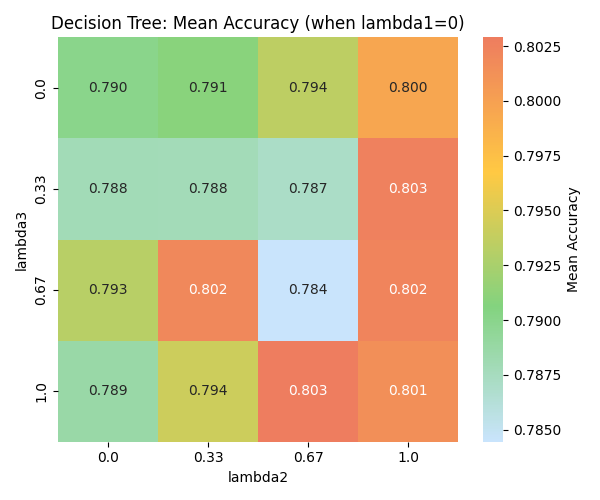 Decision Tree: Mean Accuracy (when lambda1=0)
0.0 0.790 0.791 0.794 0.800
0.33 0.788 0.788 0.787 0.803
0.67 0.793 0.802 0.784 0.802
1.0 0.789 0.794 0.803 0.801
0.0 0.33 0.67 1.0
lambda2
lambda3
0.8025
0.8000
0.7975
0.7950
0.7925
0.7900
0.7875
0.7850
Mean Accuracy